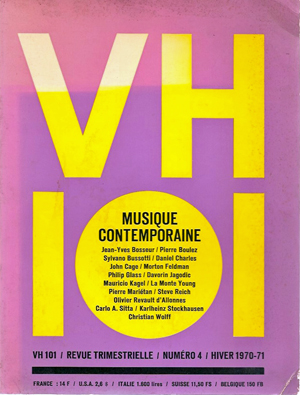 VH
101
MUSIQUE
CONTEMPORAINE
Jean-Yves Bosseur / Pierre Boulez
Sylvano Bussotti / Daniel Charles
John Cage / Morton Feldman
Philip Glass / Davorin Jagodic
Mauricio Kagel / La Monte Young
Pierre Mariétan / Steve Reich
Olivier Revault d'Allonnes
Carlo A. Sitta / Karlheinz Stockhausen
Christian Wolff
VH 101 / REVUE TRIMESTRIELLE / NUMÉRO 4 / HIVER 1970-71
FRANCE : 14 F / U.S.A. 2,8 $ / ITALIE 1.800 lires / SUISSE 11,50 FS / BELGIQUE 150 FB